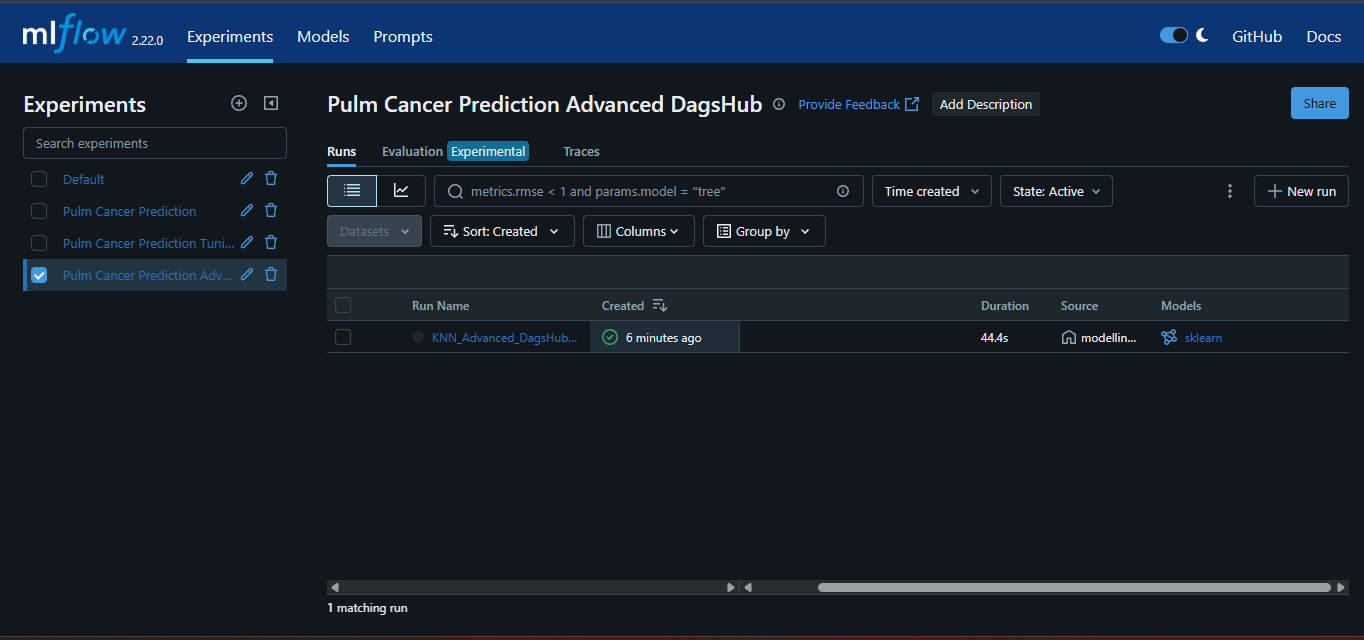 mlflow 2.22.0 Experiments Models Prompts GitHub Docs
Experiments
Search experiments
Default
Pulm Cancer Prediction
Pulm Cancer Prediction Tuni...
Pulm Cancer Prediction Adv...
Pulm Cancer Prediction Advanced DagsHub Provide Feedback Add Description Share
Runs Evaluation Experimental Traces
metrics.rmse < 1 and params.model = "tree" Time created State: Active New run
Datasets Sort: Created Columns Group by
Run Name Created Duration Source Models
KNN_Advanced_DagsHub... 6 minutes ago 44.4s modellin... sklearn
1 matching run